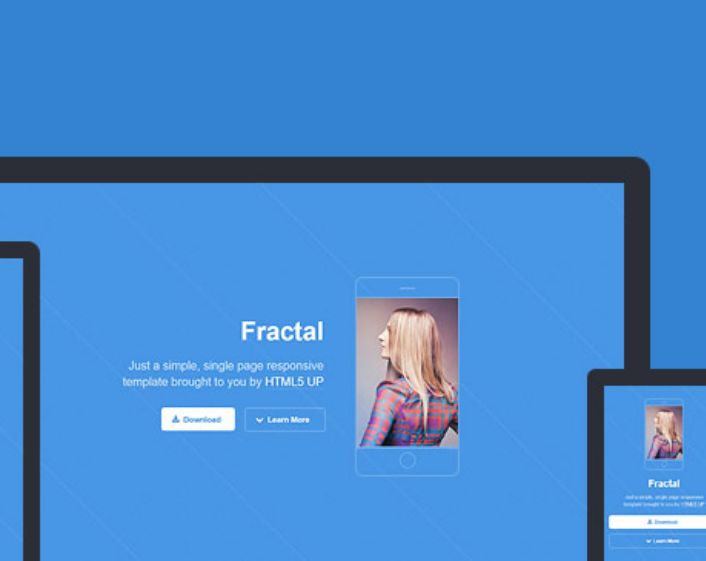 Fractal
Just a simple, single page responsive
template brought to you by HTML5 UP
Download
Learn More
Fractal
Just a simple, single page responsive
template brought to you by HTML5 UP
Download
Learn More